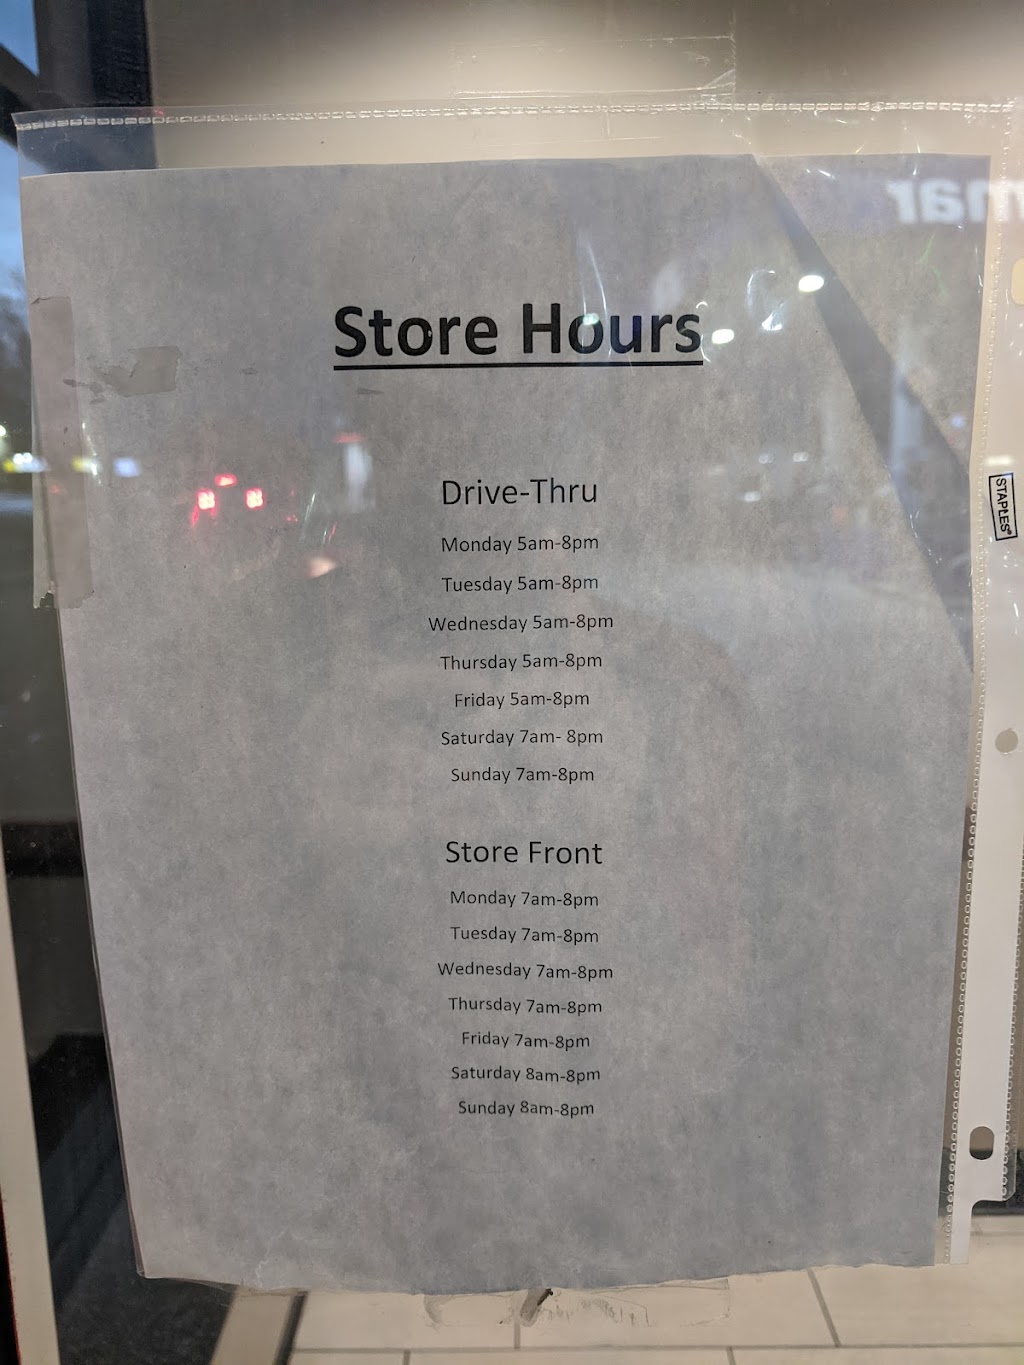 Store Hours
Drive-Thru
Monday 5am-8pm
Tuesday 5am-8pm
Wednesday 5am-8pm
Thursday 5am-8pm
Friday 5am-8pm
Saturday 7am- 8pm
Sunday 7am-8pm
Store Front
Monday 7am-8pm
Tuesday 7am-8pm
Wednesday 7am-8pm
Thursday 7am-8pm
Friday 7am-8pm
Saturday 8am-8pm
Sunday 8am-8pm
STAPLES